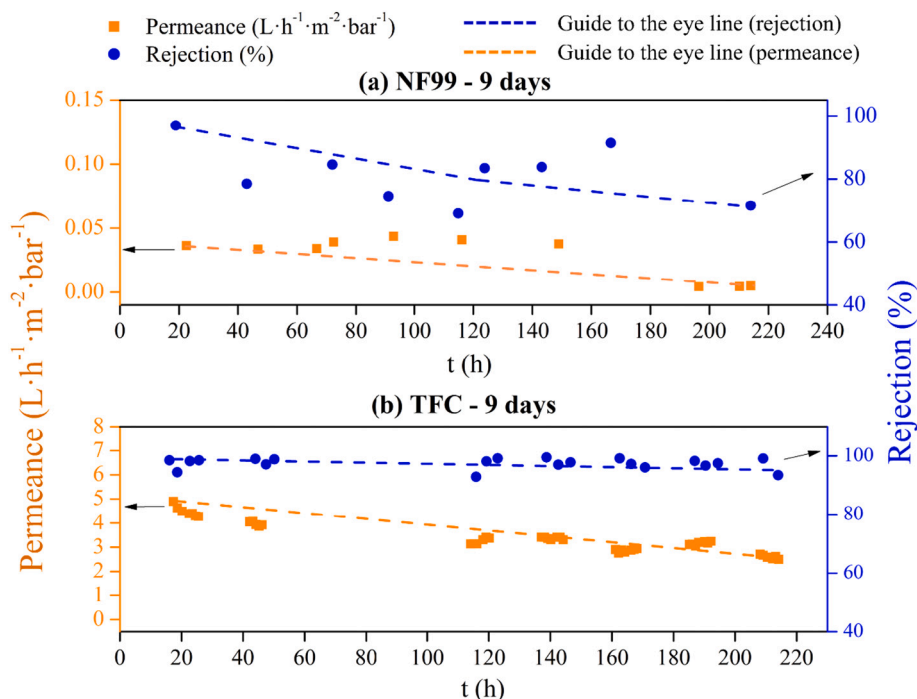 Permeance (L·h⁻¹·m⁻²·bar⁻¹)
Rejection (%)
Guide to the eye line (rejection)
Guide to the eye line (permeance)
(a) NF99 - 9 days
0.15
0.10
0.05
0.00
100
80
60
40
0 20 40 60 80 100 120 140 160 180 200 220 240
t (h)
(b) TFC - 9 days
8
7
6
5
4
3
2
1
0
100
80
60
40
0 20 40 60 80 100 120 140 160 180 200 220
t (h)
Permeance (L·h⁻¹·m⁻²·bar⁻¹)
Rejection (%)